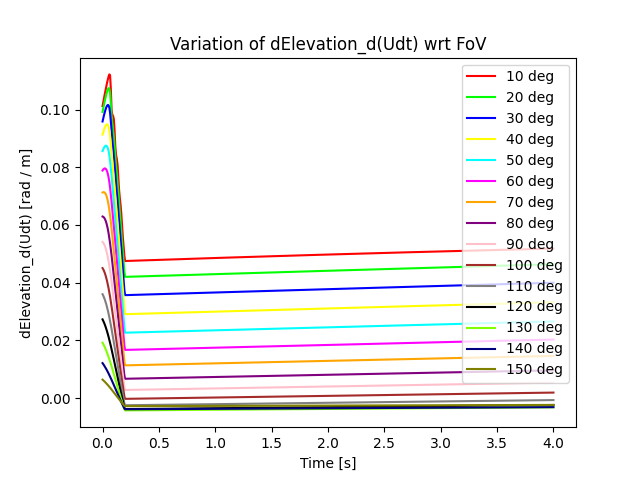 Variation of dElevation_d(Udt) wrt FoV
dElevation_d(Udt) [rad / m]
0.10
0.08
0.06
0.04
0.02
0.00
10 deg
20 deg
30 deg
40 deg
50 deg
60 deg
70 deg
80 deg
90 deg
100 deg
110 deg
120 deg
130 deg
140 deg
150 deg
0.0 0.5 1.0 1.5 2.0 2.5 3.0 3.5 4.0
Time [s]